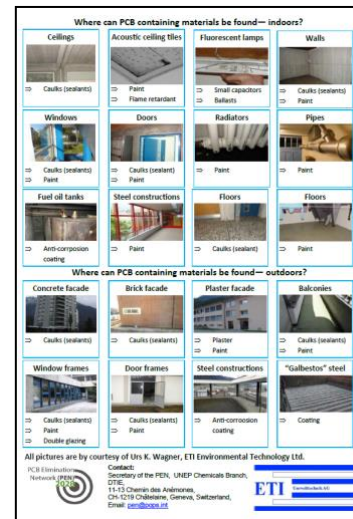 Where can PCB containing materials be found— indoors?
Ceilings
⇒ Caulks (sealants)
Acoustic ceiling tiles
⇒ Paint
⇒ Flame retardant
Fluorescent lamps
⇒ Small capacitors
⇒ Ballasts
Walls
⇒ Caulks (sealants)
⇒ Paint
Windows
⇒ Caulks (sealants)
⇒ Paint
Doors
⇒ Caulks (sealant)
⇒ Paint
Radiators
⇒ Paint
Pipes
⇒ Paint
Fuel oil tanks
⇒ Anti-corrposion
coating
Steel constructions
⇒ Paint
Floors
⇒ Caulks (sealant)
Floors
⇒ Paint
Where can PCB containing materials be found— outdoors?
Concrete facade
⇒ Caulks (sealants)
Brick facade
⇒ Caulks (sealants)
Plaster facade
⇒ Plaster
⇒ Paint
Balconies
⇒ Caulks (sealants)
⇒ Paint
Window frames
⇒ Caulks (sealants)
⇒ Paint
⇒ Double glazing
Door frames
⇒ Caulks (sealants)
⇒ Paint
Steel constructions
⇒ Anti-corrosion
coating
"Galbestos" steel
⇒ Coating
All pictures are by courtesy of Urs K. Wagner, ETI Environmental Technology Ltd.
PCB Elimination
Network (PEN)
Contact:
Secretary of the PEN, UNEP Chemicals Branch,
DTIE,
11-13 Chemin des Anémones,
CH-1219 Châtelaine, Geneva, Switzerland,
Email: pen@pops.int
ETI Umwelttechnik AG